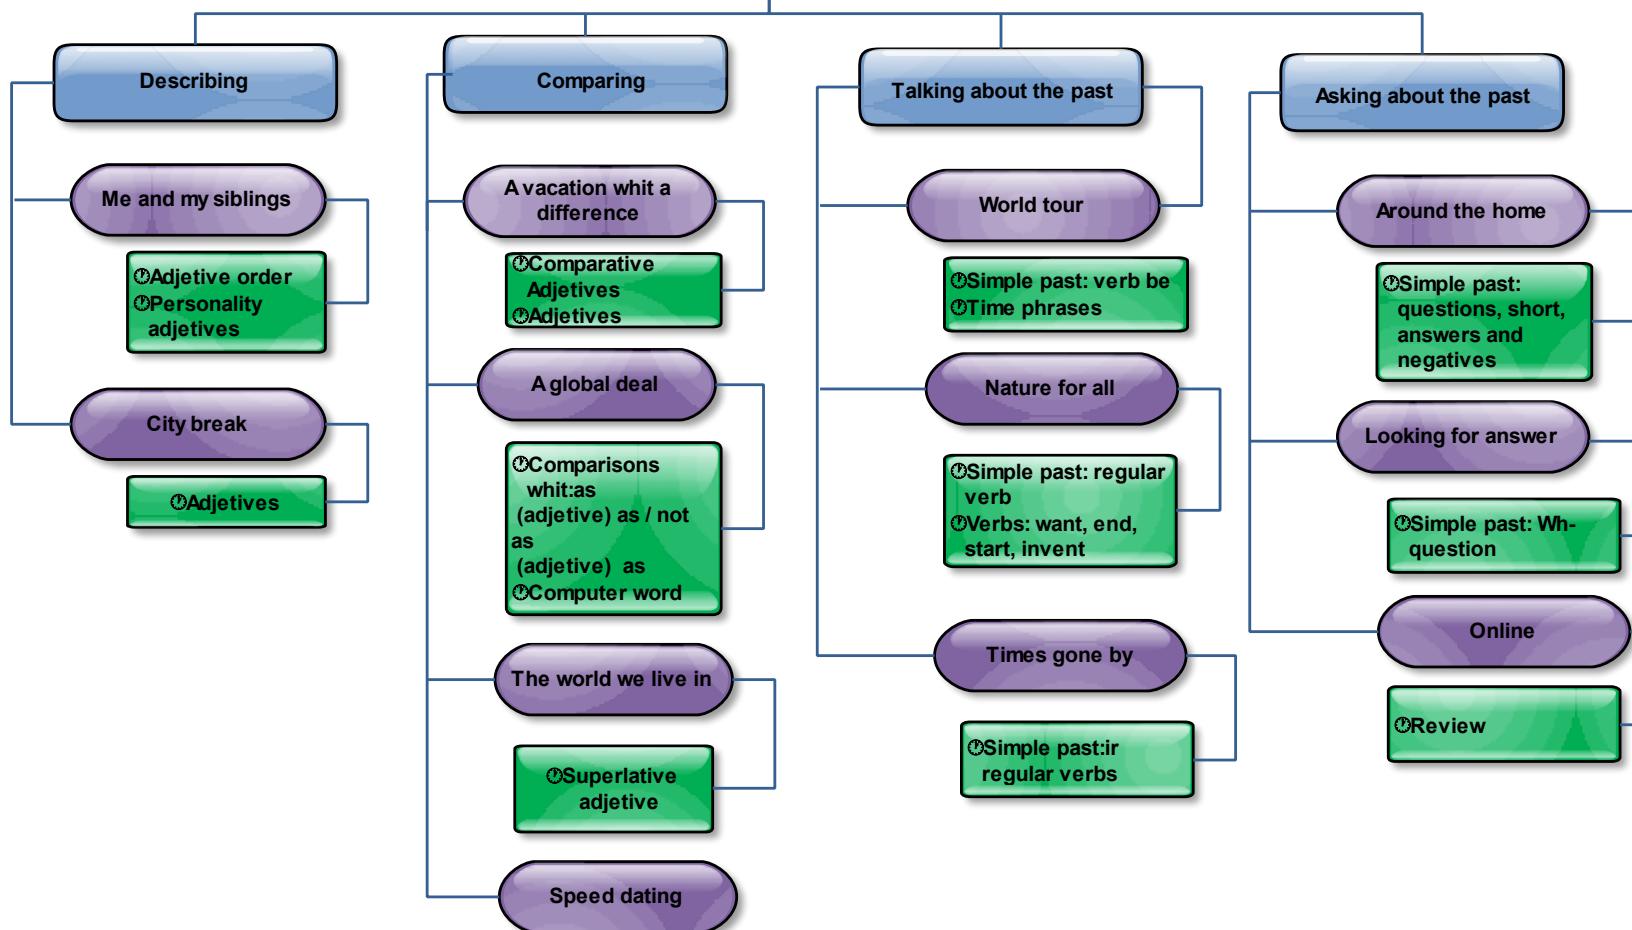 Describing
Me and my siblings
🕐Adjetive order
🕐Personality
adjetives
City break
🕐Adjetives
Comparing
A vacation whit a
difference
🕐Comparative
Adjetives
🕐Adjetives
A global deal
🕐Comparisons
whit:as
(adjetive) as / not
as
(adjetive) as
🕐Computer word
The world we live in
🕐Superlative
adjetive
Speed dating
Talking about the past
World tour
🕐Simple past: verb be
🕐Time phrases
Nature for all
🕐Simple past: regular
verb
🕐Verbs: want, end,
start, invent
Times gone by
🕐Simple past:ir
regular verbs
Asking about the past
Around the home
🕐Simple past:
questions, short,
answers and
negatives
Looking for answer
🕐Simple past: Wh-
question
Online
🕐Review